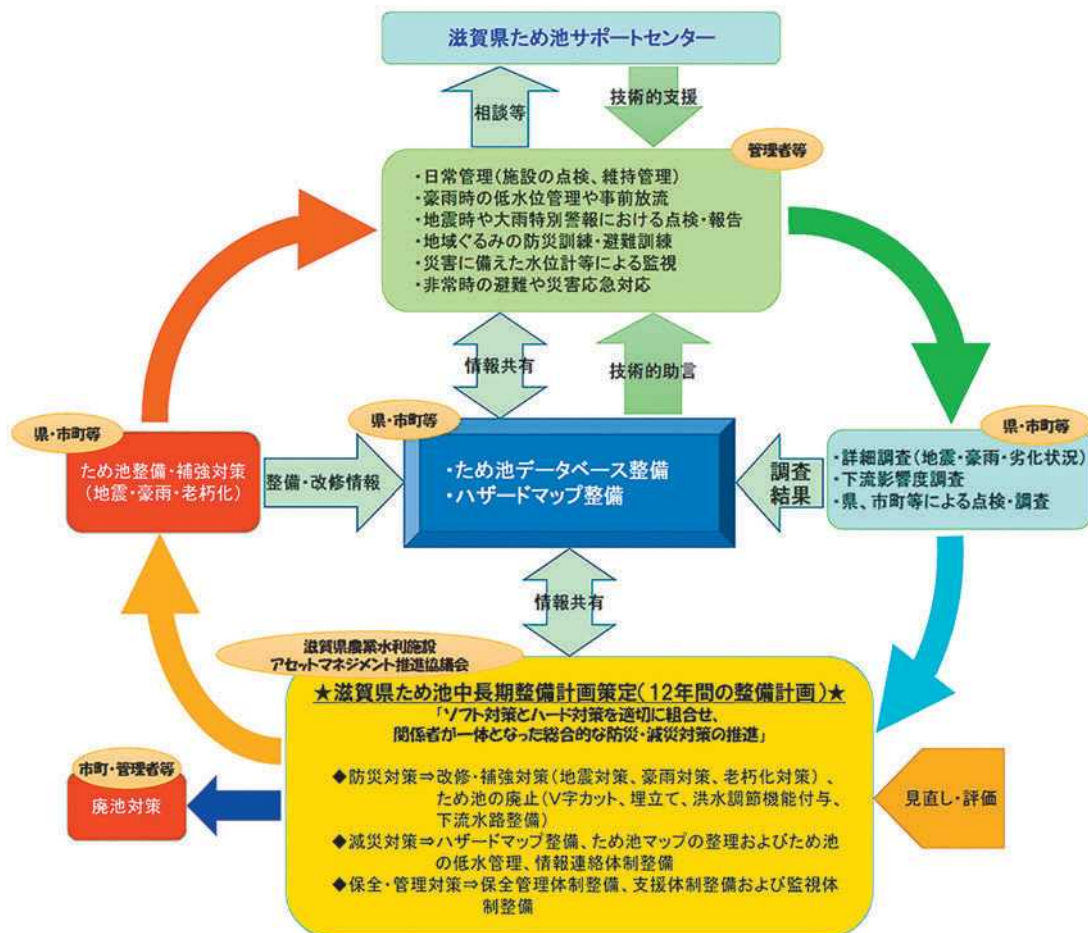 滋賀県ため池サポートセンター
相談等
技術的支援
管理者等
・日常管理(施設の点検、維持管理)
・豪雨時の低水位管理や事前放流
・地震時や大雨特別警報における点検・報告
・地域ぐるみの防災訓練・避難訓練
・災害に備えた水位計等による監視
・非常時の避難や災害応急対応
情報共有
技術的助言
県・市町等
ため池整備・補強対策
(地震・豪雨・老朽化)
整備・改修情報
県・市町等
・ため池データベース整備
・ハザードマップ整備
調査
結果
県・市町等
・詳細調査(地震・豪雨・劣化状況)
・下流影響度調査
・県、市町等による点検・調査
情報共有
滋賀県農業水利施設
アセットマネジメント推進協議会
★滋賀県ため池中長期整備計画策定(12年間の整備計画)★
「ソフト対策とハード対策を適切に組合せ、
関係者が一体となった総合的な防災・減災対策の推進」
◆防災対策⇒改修・補強対策(地震対策、豪雨対策、老朽化対策)、
ため池の廃止(V字カット、埋立て、洪水調節機能付与、
下流水路整備)
◆減災対策⇒ハザードマップ整備、ため池マップの整理およびため池
の低水管理、情報連絡体制整備
◆保全・管理対策⇒保全管理体制整備、支援体制整備および監視体
制整備
市町・管理者等
廃池対策
見直し・評価